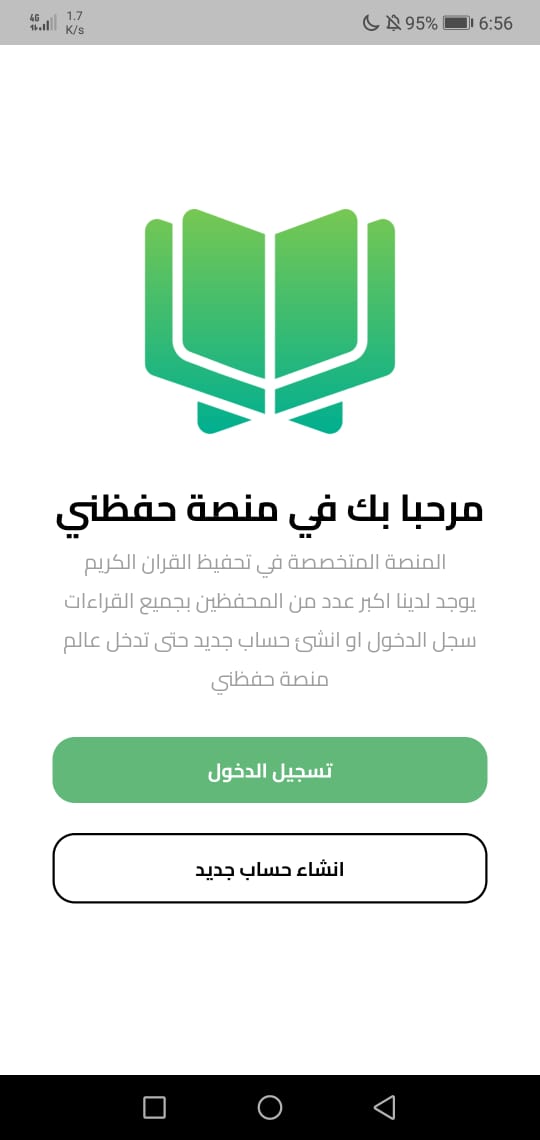 4G
1.7
K/s
95%
6:56
مرحبا بك في منصة حفظني
المنصة المتخصصة في تحفيظ القران الكريم
يوجد لدينا اكبر عدد من المحفظين بجميع القراءات
سجل الدخول او انشئ حساب جديد حتى تدخل عالم
منصة حفظني
تسجيل الدخول
انشاء حساب جديد